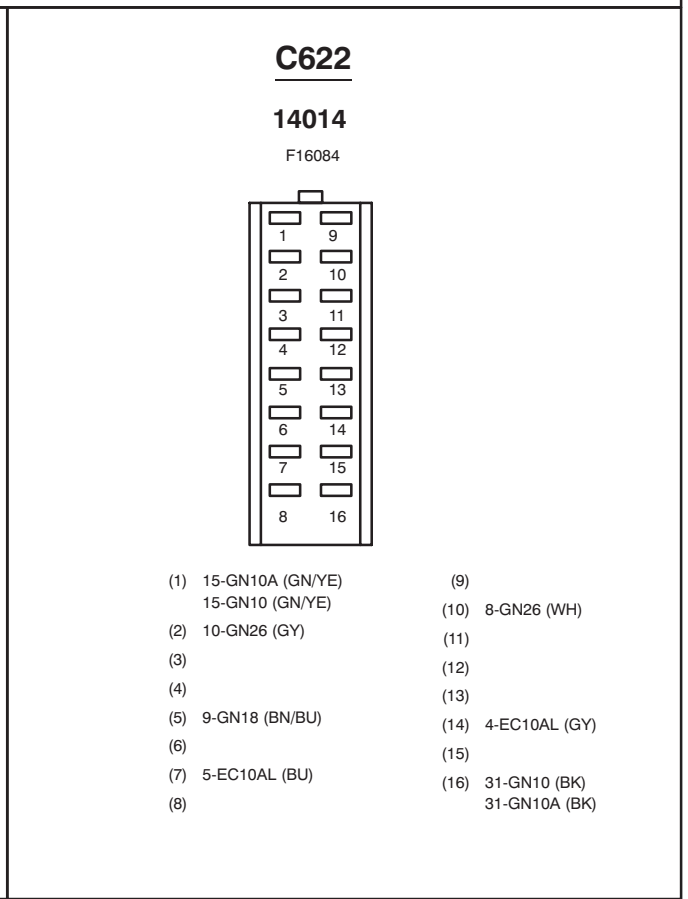 C622
14014
F16084
1 9
2 10
3 11
4 12
5 13
6 14
7 15
8 16
(1) 15-GN10A (GN/YE)
15-GN10 (GN/YE)
(2) 10-GN26 (GY)
(3)
(4)
(5) 9-GN18 (BN/BU)
(6)
(7) 5-EC10AL (BU)
(8)
(9)
(10) 8-GN26 (WH)
(11)
(12)
(13)
(14) 4-EC10AL (GY)
(15)
(16) 31-GN10 (BK)
31-GN10A (BK)